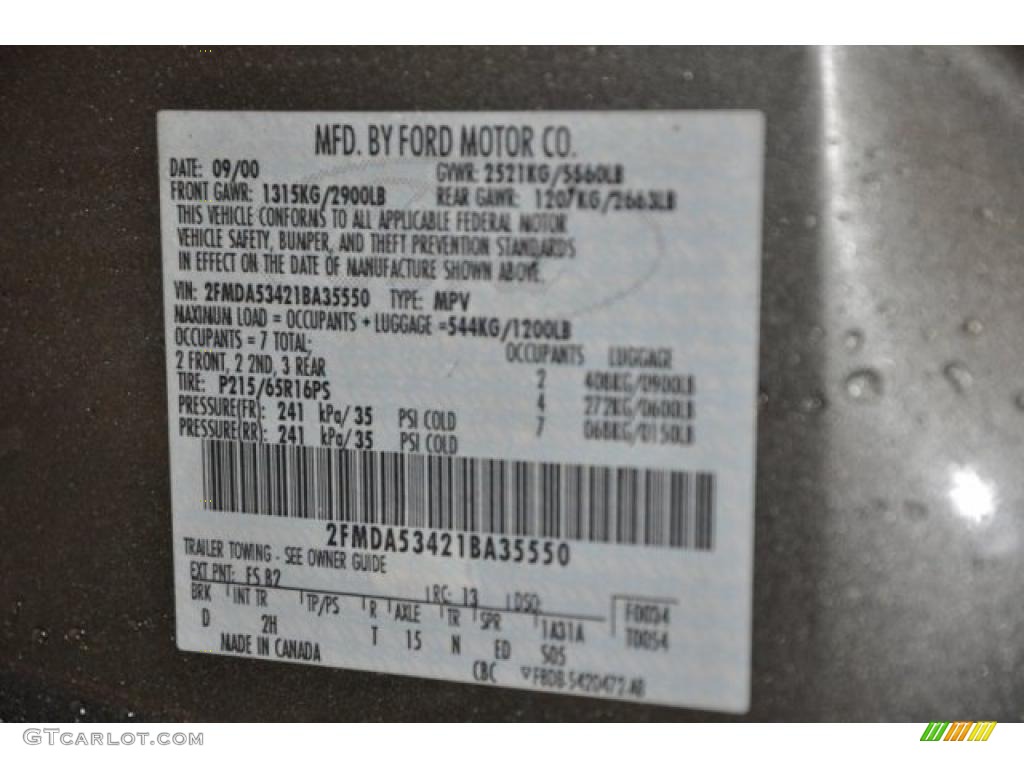 MFD. BY FORD MOTOR CO.
DATE: 09/00 GVWR: 2521KG/5560LB
FRONT GAWR: 1315KG/2900LB REAR GAWR: 1207KG/2663LB
THIS VEHICLE CONFORMS TO ALL APPLICABLE FEDERAL MOTOR
VEHICLE SAFETY, BUMPER, AND THEFT PREVENTION STANDARDS
IN EFFECT ON THE DATE OF MANUFACTURE SHOWN ABOVE.
VIN: 2FMDA53421BA35550 TYPE: MPV
MAXIMUM LOAD = OCCUPANTS + LUGGAGE =544KG/1200LB
OCCUPANTS = 7 TOTAL: OCCUPANTS LUGGAGE
2 FRONT, 2 2ND, 3 REAR 2 408KG/0900LB
TIRE: P215/65R16PS 4 272KG/0600LB
PRESSURE(FR): 241 kPa/35 PSI COLD 7 068KG/0150LB
PRESSURE(RR): 241 kPa/35 PSI COLD
2FMDA53421BA35550
TRAILER TOWING - SEE OWNER GUIDE
EXT PNT: FS B2 RC: 13 DSO:
BRK INT TR TP/PS R AXLE TR SPR 1A31A F0054
D 2H T 15 N ED S05 T0054
MADE IN CANADA CBC F8DB-5420472-AB
GTCARLOT.COM